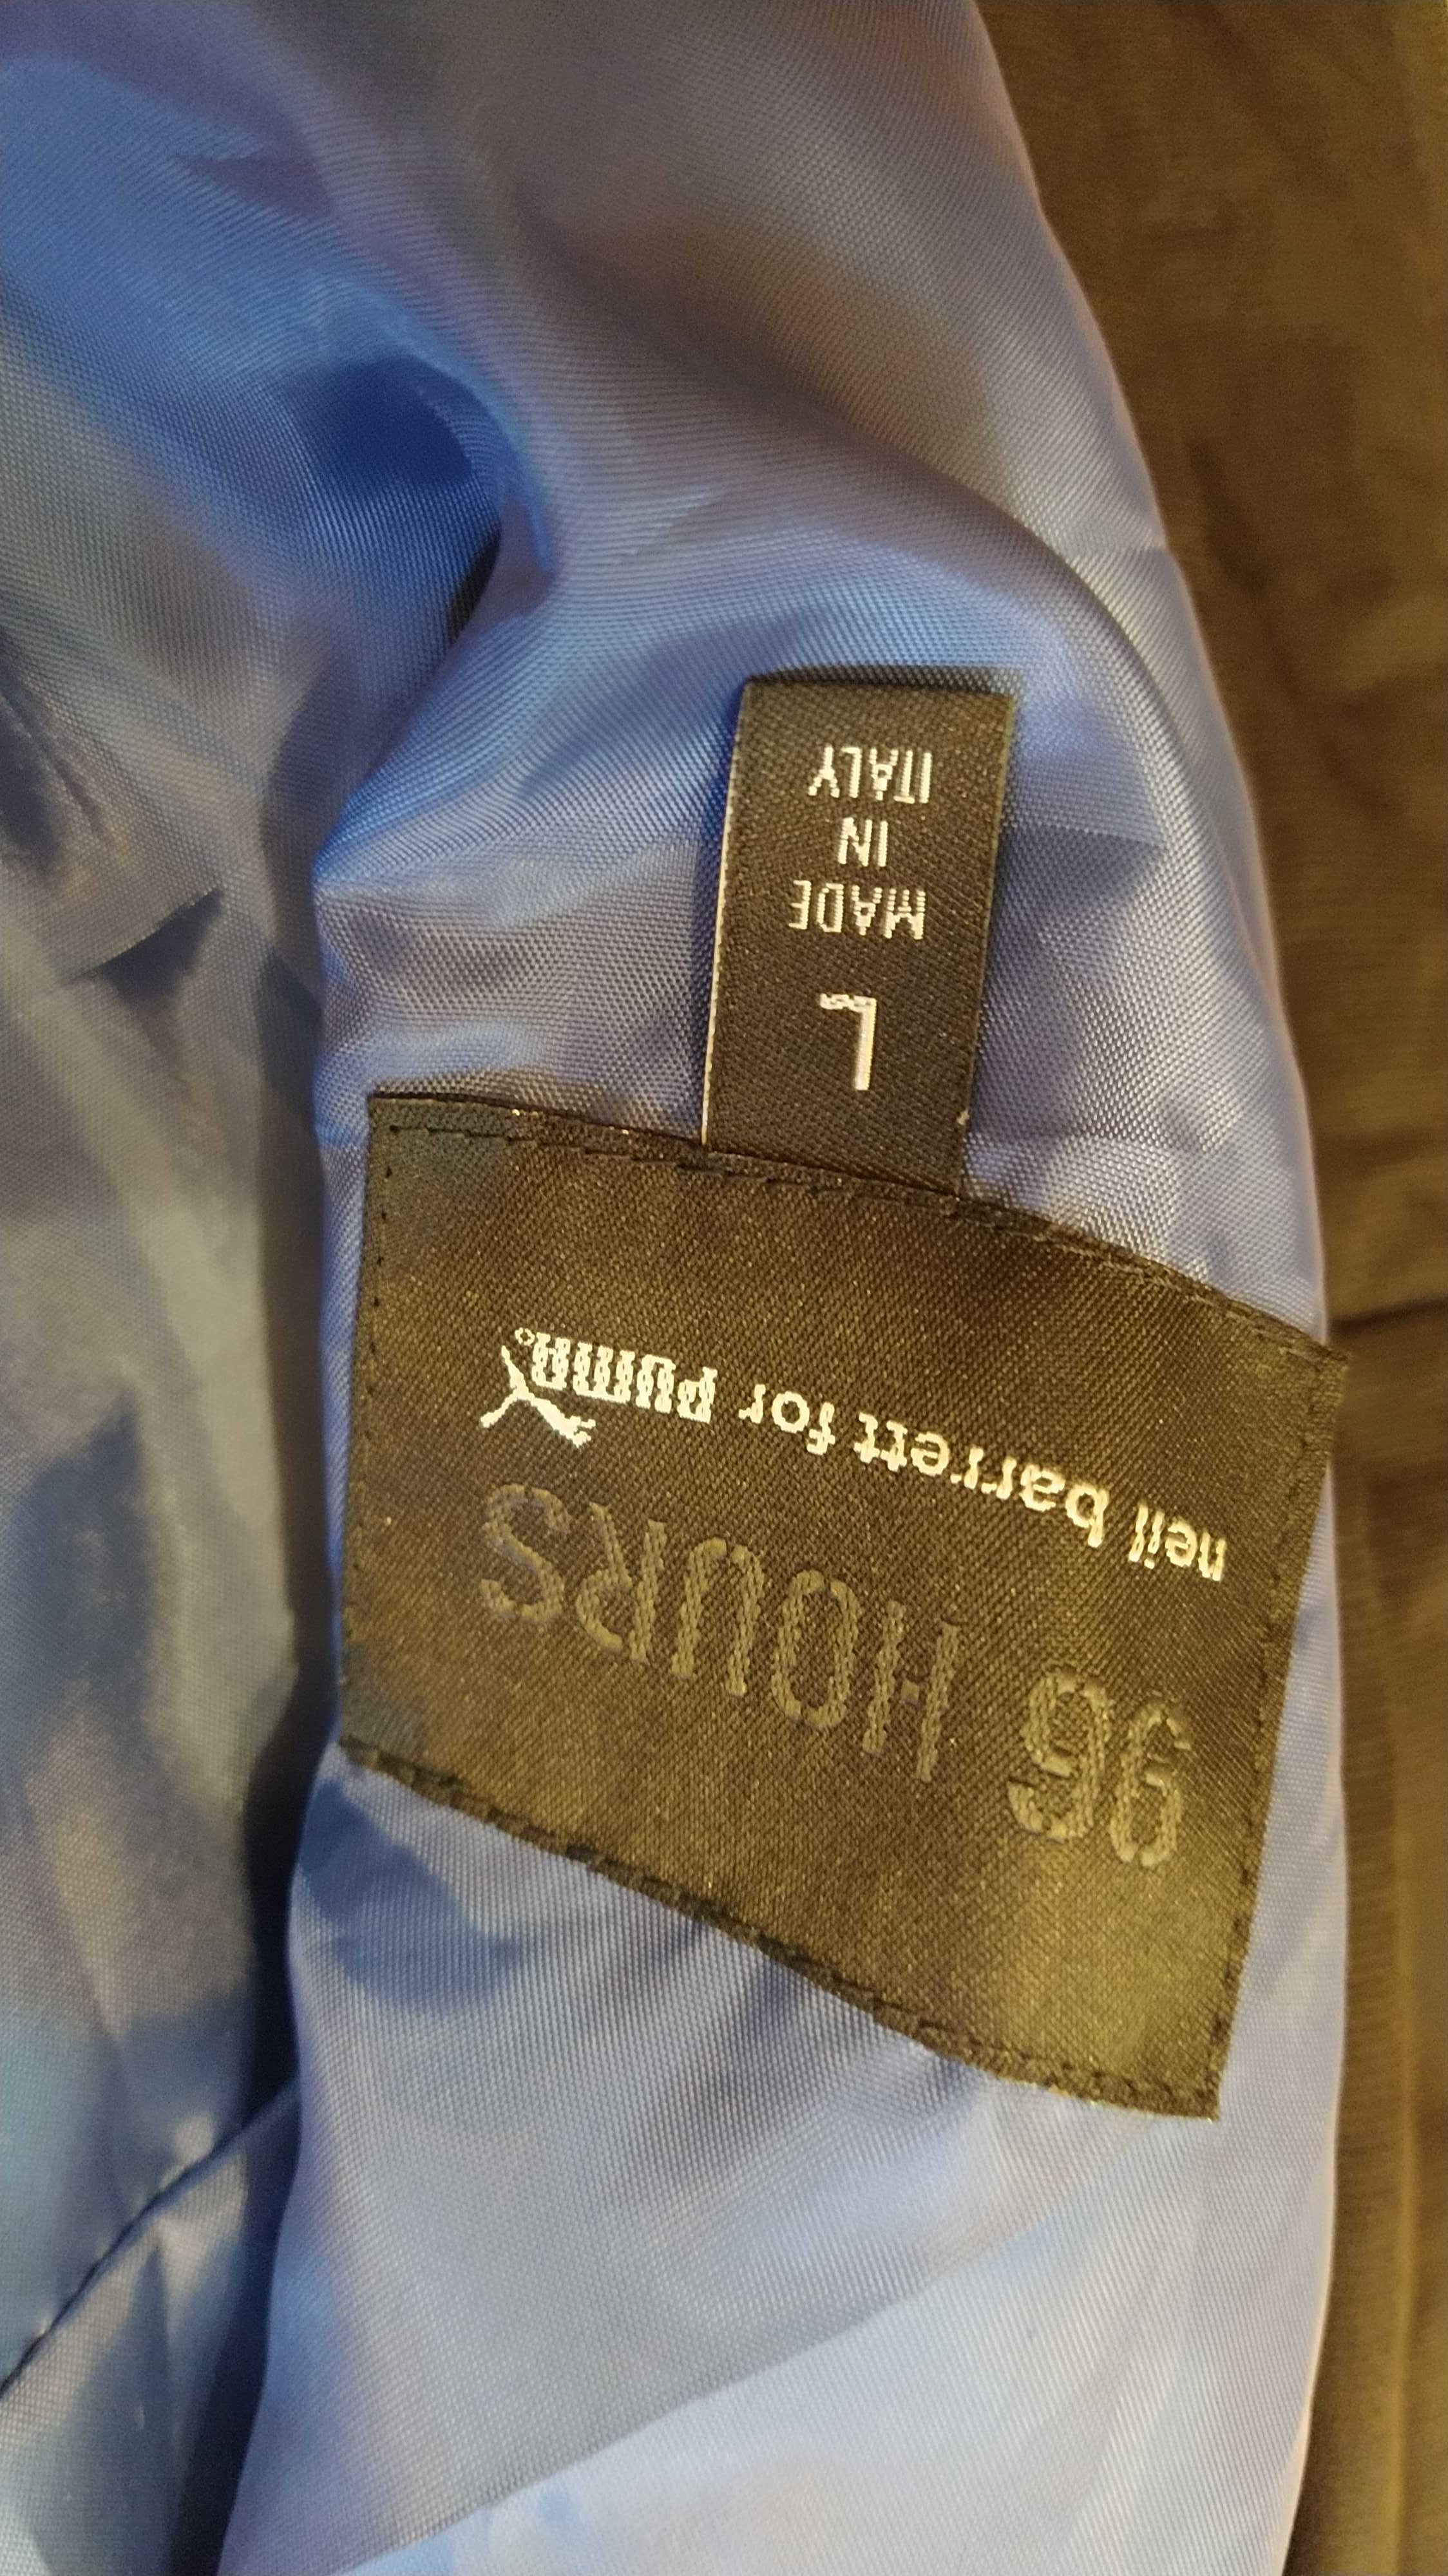 96 HOURS
neil barrett for PUMA®
L
MADE
IN
ITALY